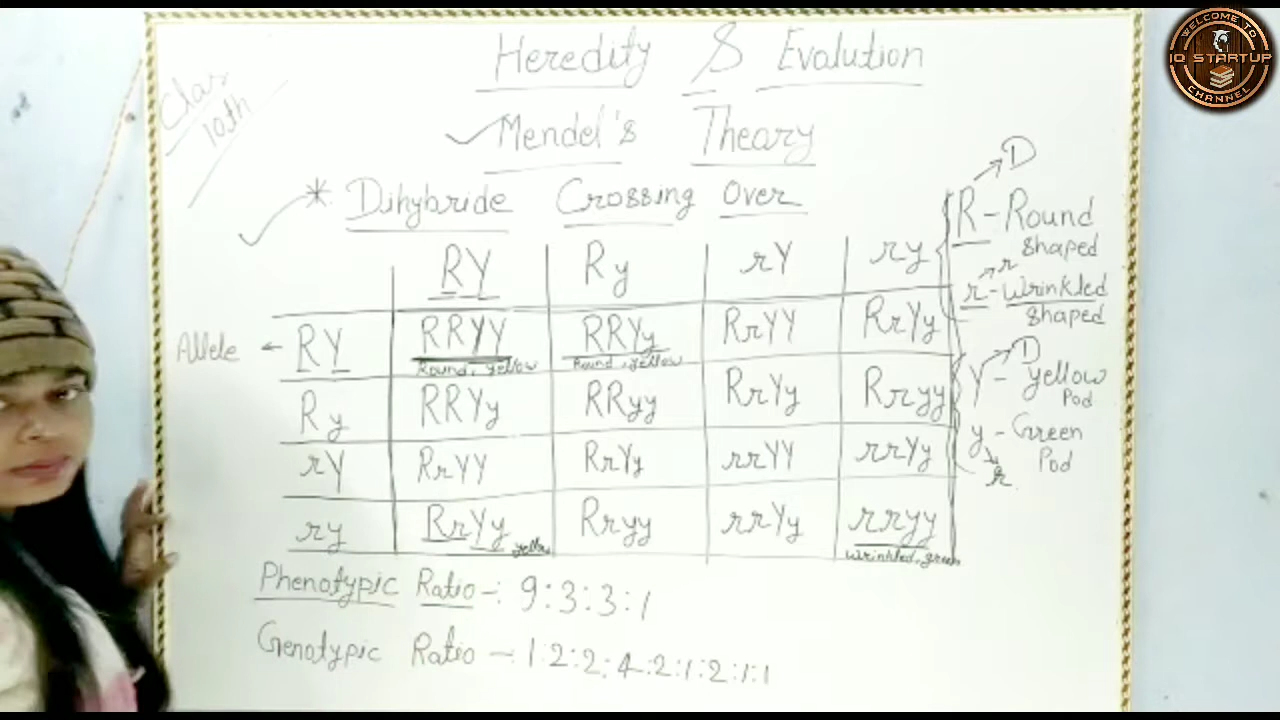 WELCOME TO
IQ STARTUP
CHANNEL
Class
10th
Heredity & Evalution
Mendel's Theary
* Dihybride Crossing Over
RY Ry rY ry
Allele ← RY RRYY RRYy RrYY RrYy
Round, yellow Round, yellow
Ry RRYy RRyy RrYy Rryy
rY RrYY RrYy rrYY rrYy
ry RrYy Rryy rrYy rryy
yello wrinkled, green
R - Round → D
shaped
r - Wrinkled → r
shaped
Y - yellow → D
Pod
y - Green
Pod
r
Phenotypic Ratio -: 9:3:3:1
Genotypic Ratio -: 1:2:2:4:2:1:2:1:1